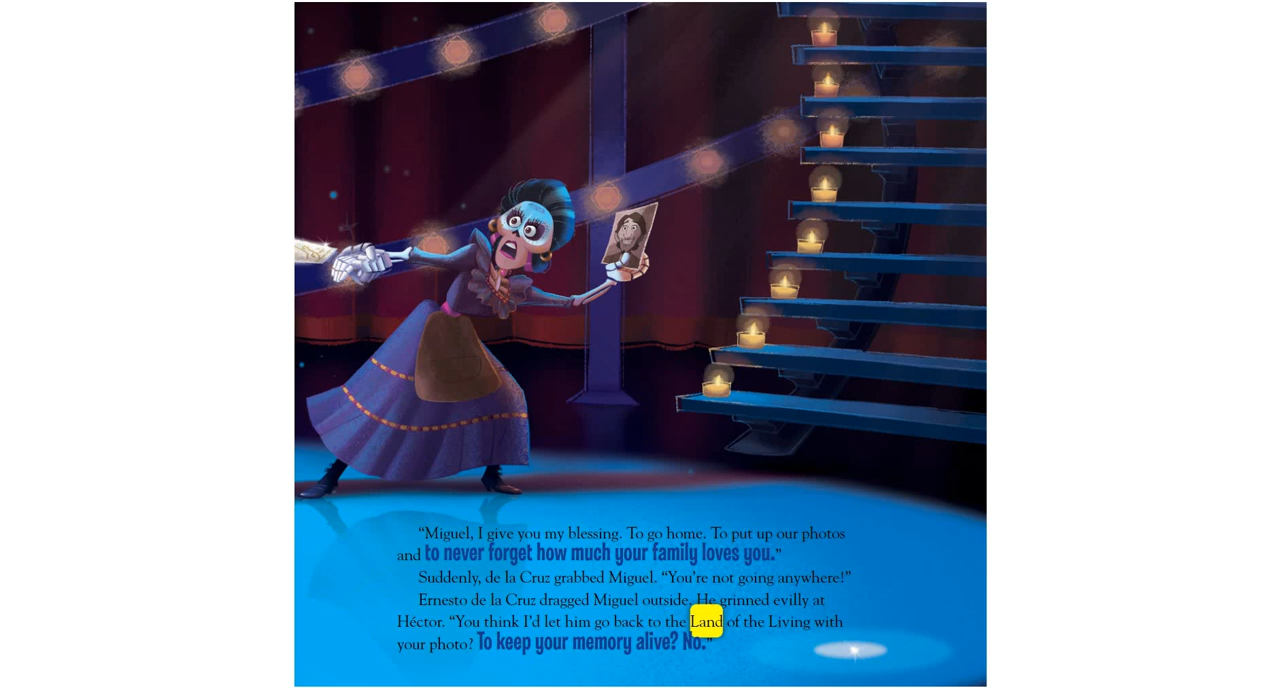 “Miguel, I give you my blessing. To go home. To put up our photos
and to never forget how much your family loves you.”
Suddenly, de la Cruz grabbed Miguel. “You’re not going anywhere!”
Ernesto de la Cruz dragged Miguel outside. He grinned evilly at
Héctor. “You think I’d let him go back to the Land of the Living with
your photo? To keep your memory alive? No.”